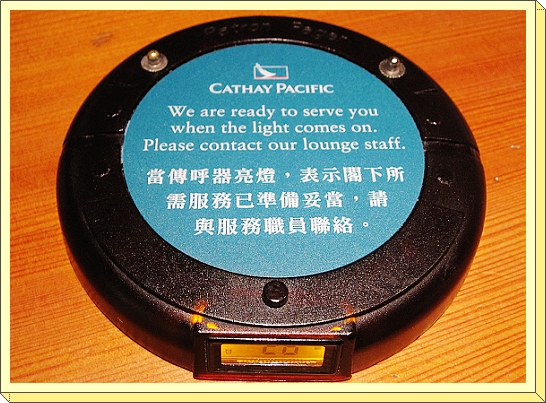 Patron Pager
CATHAY PACIFIC
We are ready to serve you
when the light comes on.
Please contact our lounge staff.
當傳呼器亮燈，表示閣下所
需服務已準備妥當，請
與服務職員聯絡。